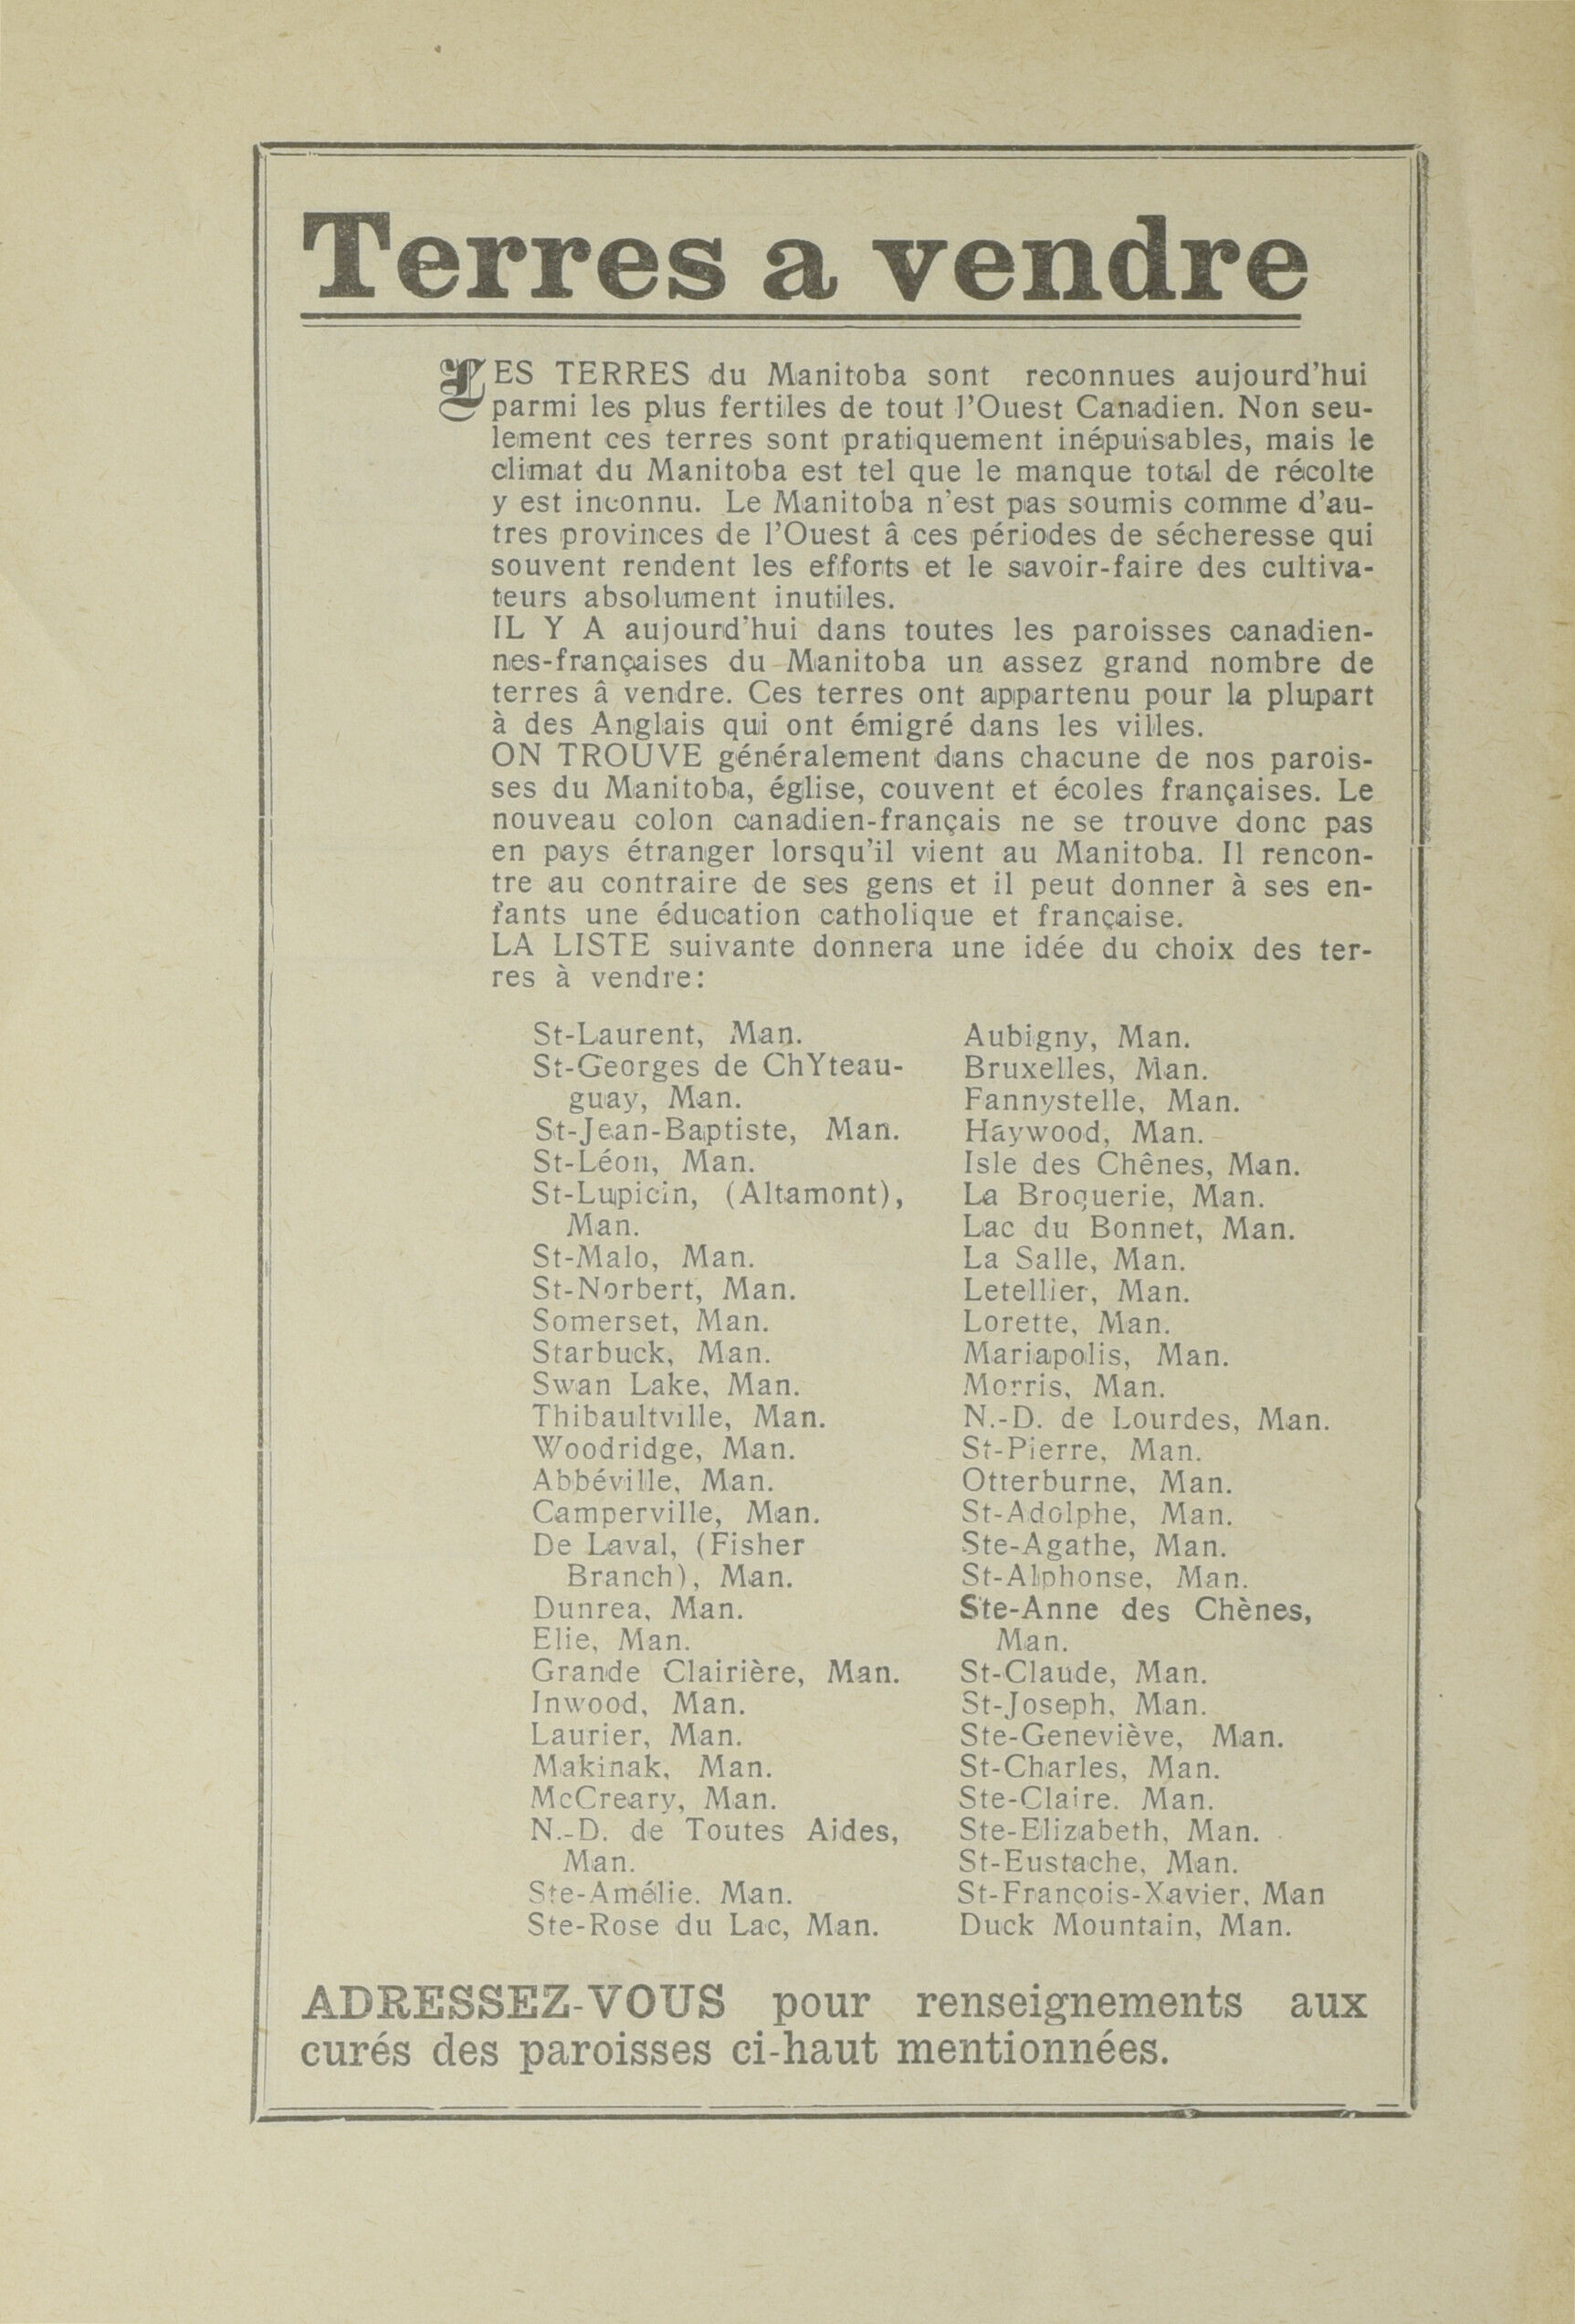 Terres a vendre
LES TERRES du Manitoba sont reconnues aujourd'hui
parmi les plus fertiles de tout l'Ouest Canadien. Non seu-
lement ces terres sont pratiquement inépuisables, mais le
climat du Manitoba est tel que le manque total de récolte
y est inconnu. Le Manitoba n'est pas soumis comme d'au-
tres provinces de l'Ouest â ces périodes de sécheresse qui
souvent rendent les efforts et le savoir-faire des cultiva-
teurs absolument inutiles.
IL Y A aujourd'hui dans toutes les paroisses canadien-
nes-françaises du Manitoba un assez grand nombre de
terres â vendre. Ces terres ont appartenu pour la plupart
à des Anglais qui ont émigré dans les villes.
ON TROUVE généralement dans chacune de nos parois-
ses du Manitoba, église, couvent et écoles françaises. Le
nouveau colon canadien-français ne se trouve donc pas
en pays étranger lorsqu'il vient au Manitoba. Il rencon-
tre au contraire de ses gens et il peut donner à ses en-
fants une éducation catholique et française.
LA LISTE suivante donnera une idée du choix des ter-
res à vendre:
St-Laurent, Man.
St-Georges de ChYteau-
guay, Man.
St-Jean-Baptiste, Man.
St-Léon, Man.
St-Lupicin, (Altamont),
Man.
St-Malo, Man.
St-Norbert, Man.
Somerset, Man.
Starbuck, Man.
Swan Lake, Man.
Thibaultville, Man.
Woodridge, Man.
Abbéville, Man.
Camperville, Man.
De Laval, (Fisher
Branch), Man.
Dunrea, Man.
Elie, Man.
Grande Clairière, Man.
Inwood, Man.
Laurier, Man.
Makinak, Man.
McCreary, Man.
N.-D. de Toutes Aides,
Man.
Ste-Amélie. Man.
Ste-Rose du Lac, Man.
Aubigny, Man.
Bruxelles, Man.
Fannystelle, Man.
Haywood, Man.
Isle des Chênes, Man.
La Broquerie, Man.
Lac du Bonnet, Man.
La Salle, Man.
Letellier, Man.
Lorette, Man.
Mariapolis, Man.
Morris, Man.
N.-D. de Lourdes, Man.
St-Pierre, Man.
Otterburne, Man.
St-Adolphe, Man.
Ste-Agathe, Man.
St-Alphonse, Man.
Ste-Anne des Chènes,
Man.
St-Claude, Man.
St-Joseph, Man.
Ste-Geneviève, Man.
St-Charles, Man.
Ste-Claire. Man.
Ste-Elizabeth, Man.
St-Eustache, Man.
St-François-Xavier, Man
Duck Mountain, Man.
ADRESSEZ-VOUS pour renseignements aux
curés des paroisses ci-haut mentionnées.